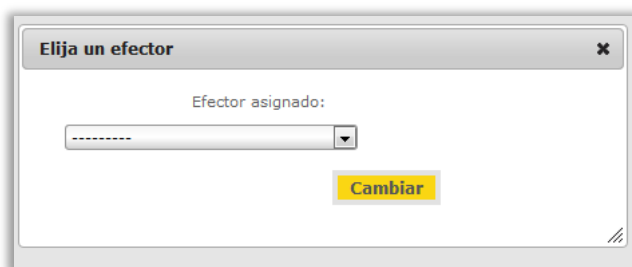 Elija un efector
Efector asignado:
---------
Cambiar